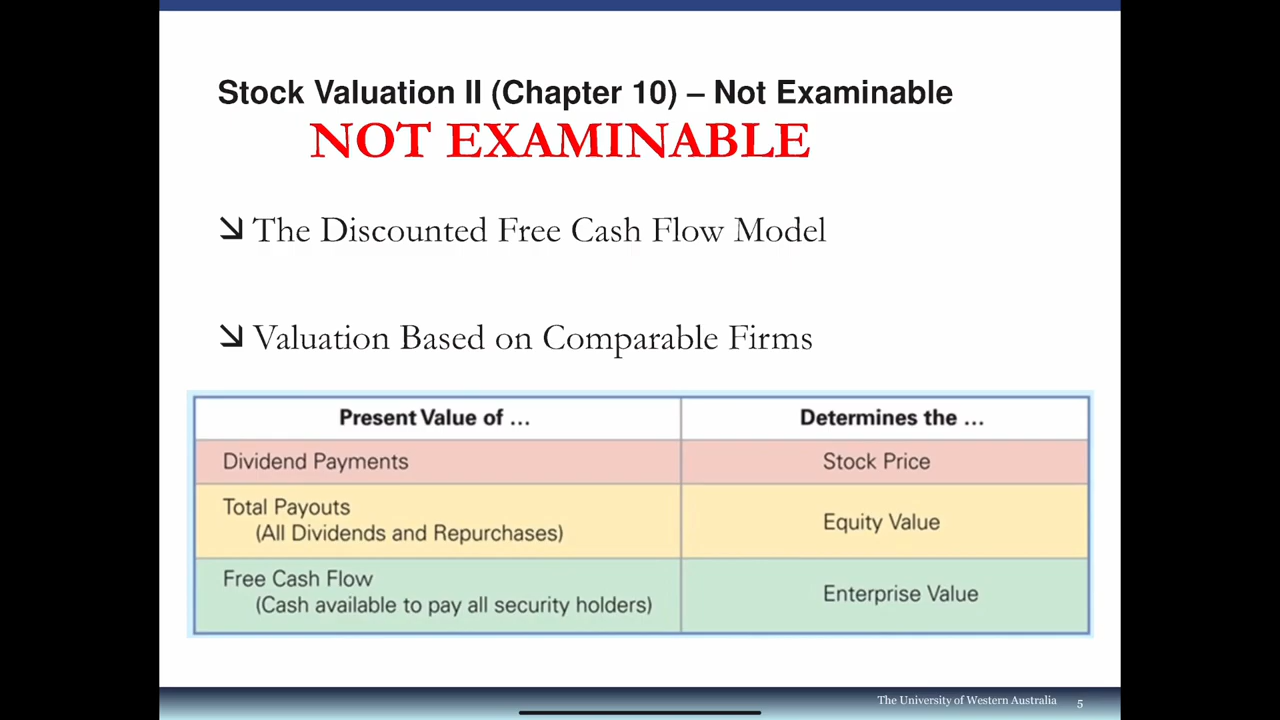 Stock Valuation II (Chapter 10) – Not Examinable
NOT EXAMINABLE
The Discounted Free Cash Flow Model
Valuation Based on Comparable Firms
Present Value of …
Determines the …
Dividend Payments
Stock Price
Total Payouts
(All Dividends and Repurchases)
Equity Value
Free Cash Flow
(Cash available to pay all security holders)
Enterprise Value
The University of Western Australia
5